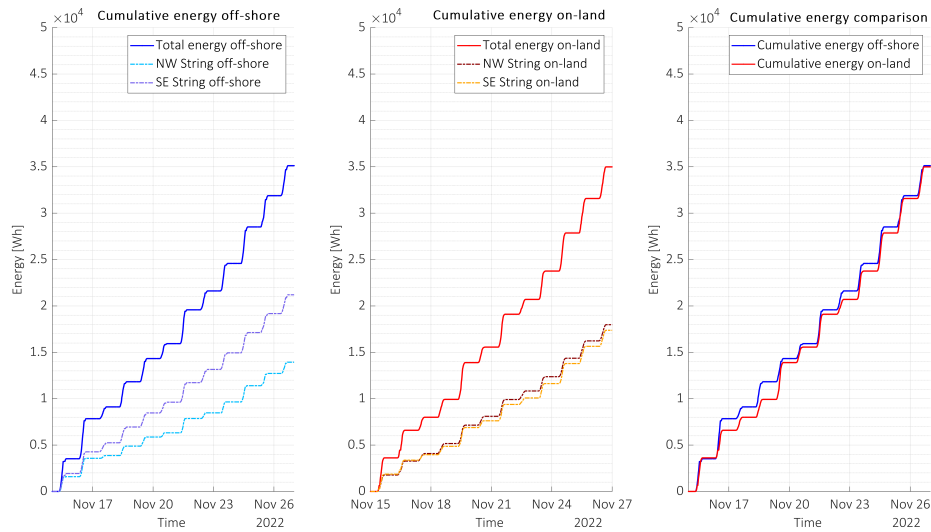 Cumulative energy off-shore
×10⁴
5
4.5
4
3.5
3
2.5
2
1.5
1
0.5
0
Energy [Wh]
Total energy off-shore
NW String off-shore
SE String off-shore
Nov 17 Nov 20 Nov 23 Nov 26
Time 2022
Cumulative energy on-land
×10⁴
5
4.5
4
3.5
3
2.5
2
1.5
1
0.5
0
Energy [Wh]
Total energy on-land
NW String on-land
SE String on-land
Nov 15 Nov 18 Nov 21 Nov 24 Nov 27
Time 2022
Cumulative energy comparison
×10⁴
5
4.5
4
3.5
3
2.5
2
1.5
1
0.5
0
Energy [Wh]
Cumulative energy off-shore
Cumulative energy on-land
Nov 17 Nov 20 Nov 23 Nov 26
Time 2022